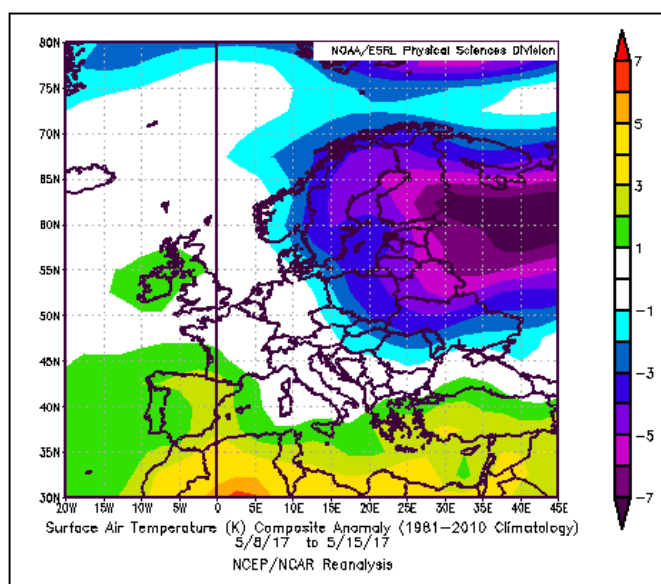 NOAA/ESRL Physical Sciences Division
80N
75N
70N
65N
60N
55N
50N
45N
40N
35N
30N
20W 15W 10W 5W 0 5E 10E 15E 20E 25E 30E 35E 40E 45E
7
5
3
1
-1
-3
-5
-7
Surface Air Temperature (K) Composite Anomaly (1981-2010 Climatology)
5/8/17 to 5/15/17
NCEP/NCAR Reanalysis